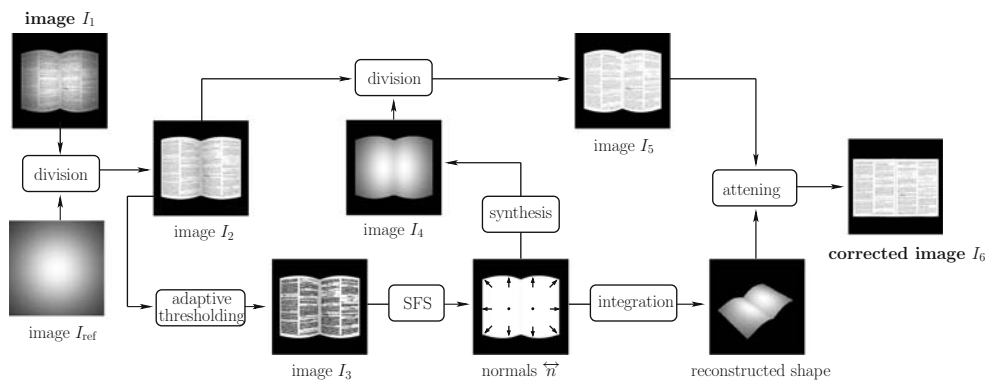 image I₁
division
image I_ref
image I₂
division
image I₄
image I₅
adaptive
thresholding
image I₃
SFS
synthesis
normals n⃡
integration
reconstructed shape
attening
corrected image I₆